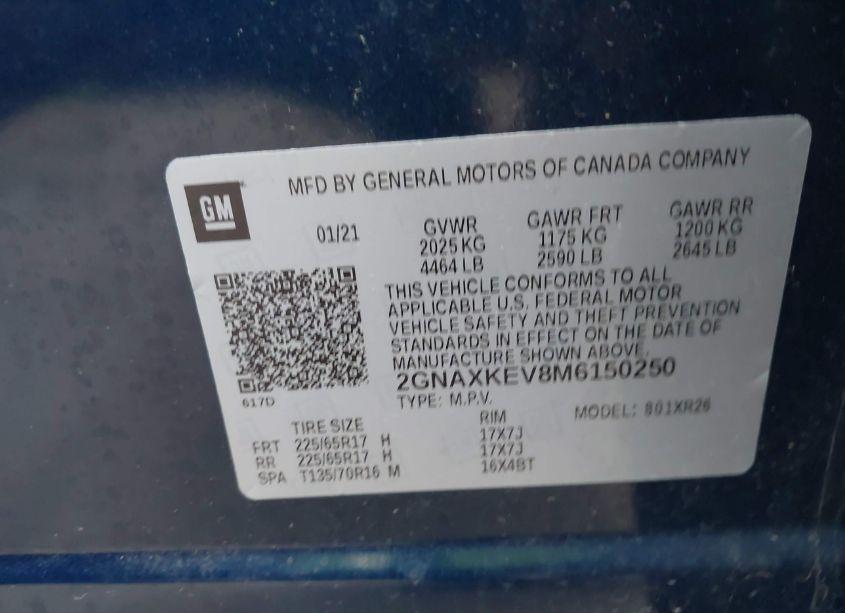 MFD BY GENERAL MOTORS OF CANADA COMPANY
GM
01/21
GVWR
2025 KG
4464 LB
GAWR FRT
1175 KG
2590 LB
GAWR RR
1200 KG
2645 LB
THIS VEHICLE CONFORMS TO ALL
APPLICABLE U.S. FEDERAL MOTOR
VEHICLE SAFETY AND THEFT PREVENTION
STANDARDS IN EFFECT ON THE DATE OF
MANUFACTURE SHOWN ABOVE.
2GNAXKEV8M6150250
TYPE: M.P.V.
MODEL: 801XR26
617D
TIRE SIZE RIM
FRT 225/65R17 H 17X7J
RR 225/65R17 H 17X7J
SPA T135/70R16 M 16X4BT